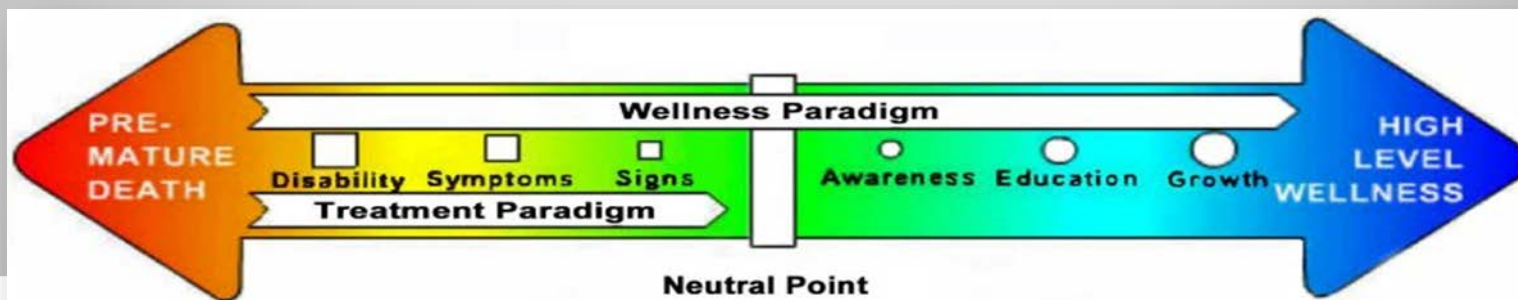 PRE-
MATURE
DEATH
Wellness Paradigm
Disability Symptoms Signs Awareness Education Growth
Treatment Paradigm
HIGH
LEVEL
WELLNESS
Neutral Point